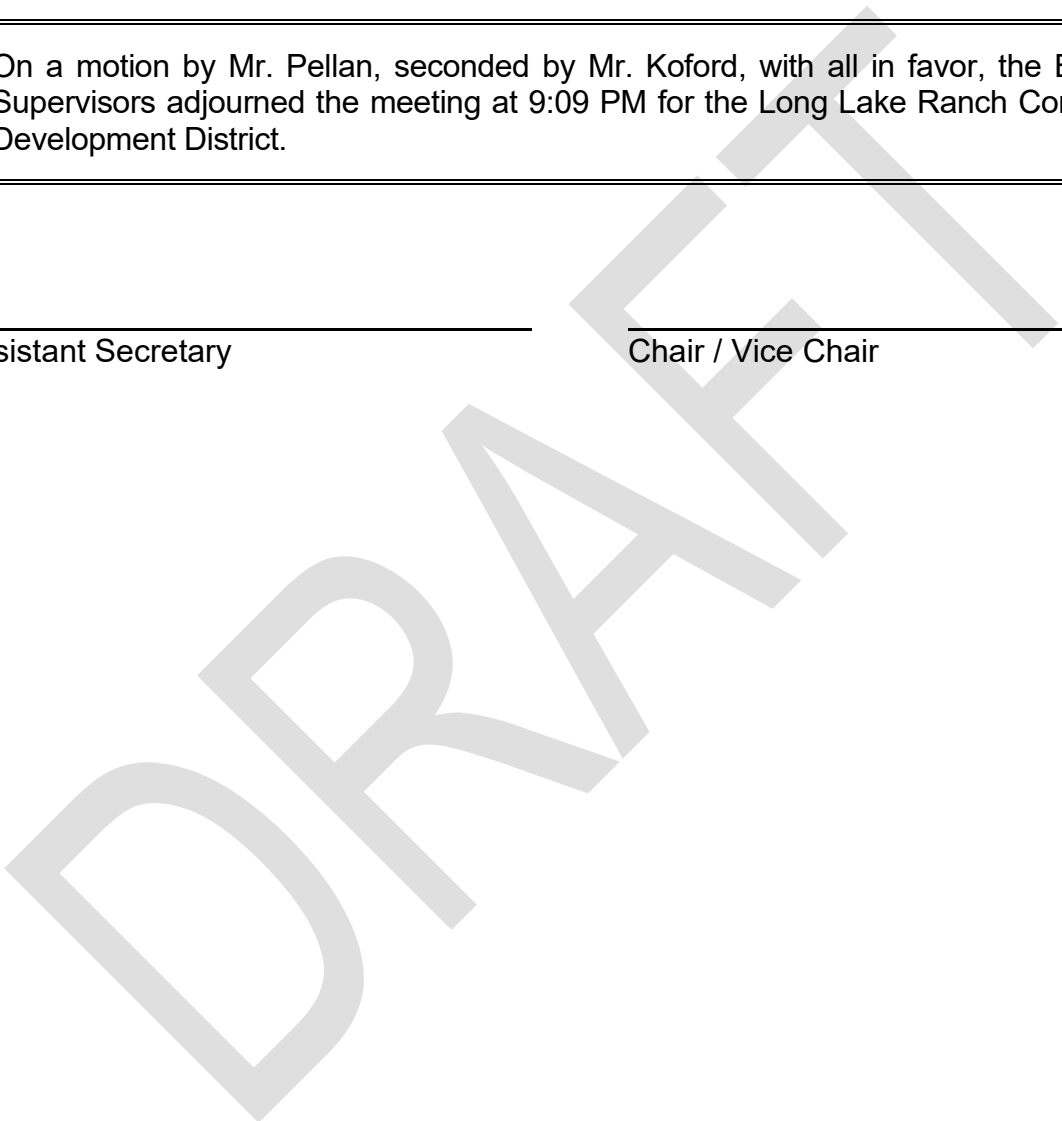 On a motion by Mr. Pellan, seconded by Mr. Koford, with all in favor, the
Supervisors adjourned the meeting at 9:09 PM for the Long Lake Ranch
Development District.
sistant Secretary
Chair / Vice Chair
DRAFT